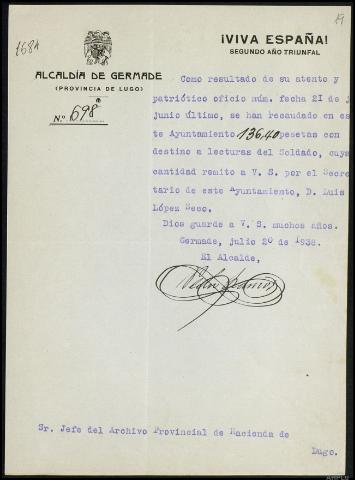 19
168A
¡VIVA ESPAÑA!
SEGUNDO AÑO TRIUNFAL
ALCALDÍA DE GERMADE
(PROVINCIA DE LUGO)
N.º 698
Como resultado de su atento y
patriótico oficio núm. fecha 21 de j
junio último, se han recaudado en es
te Ayuntamiento 136,40 pesetas con
destino a lecturas del Soldado, cuya
cantidad remito a V. S. por el Secre
tario de este Ayuntamiento, D. Luis
López Seco.
Dios guarde a V. S. muchos años.
Germade, julio 20 de 1938.
El Alcalde,
Sr. Jefe del Archivo Provincial de Hacienda de
Lugo.
AHPLU